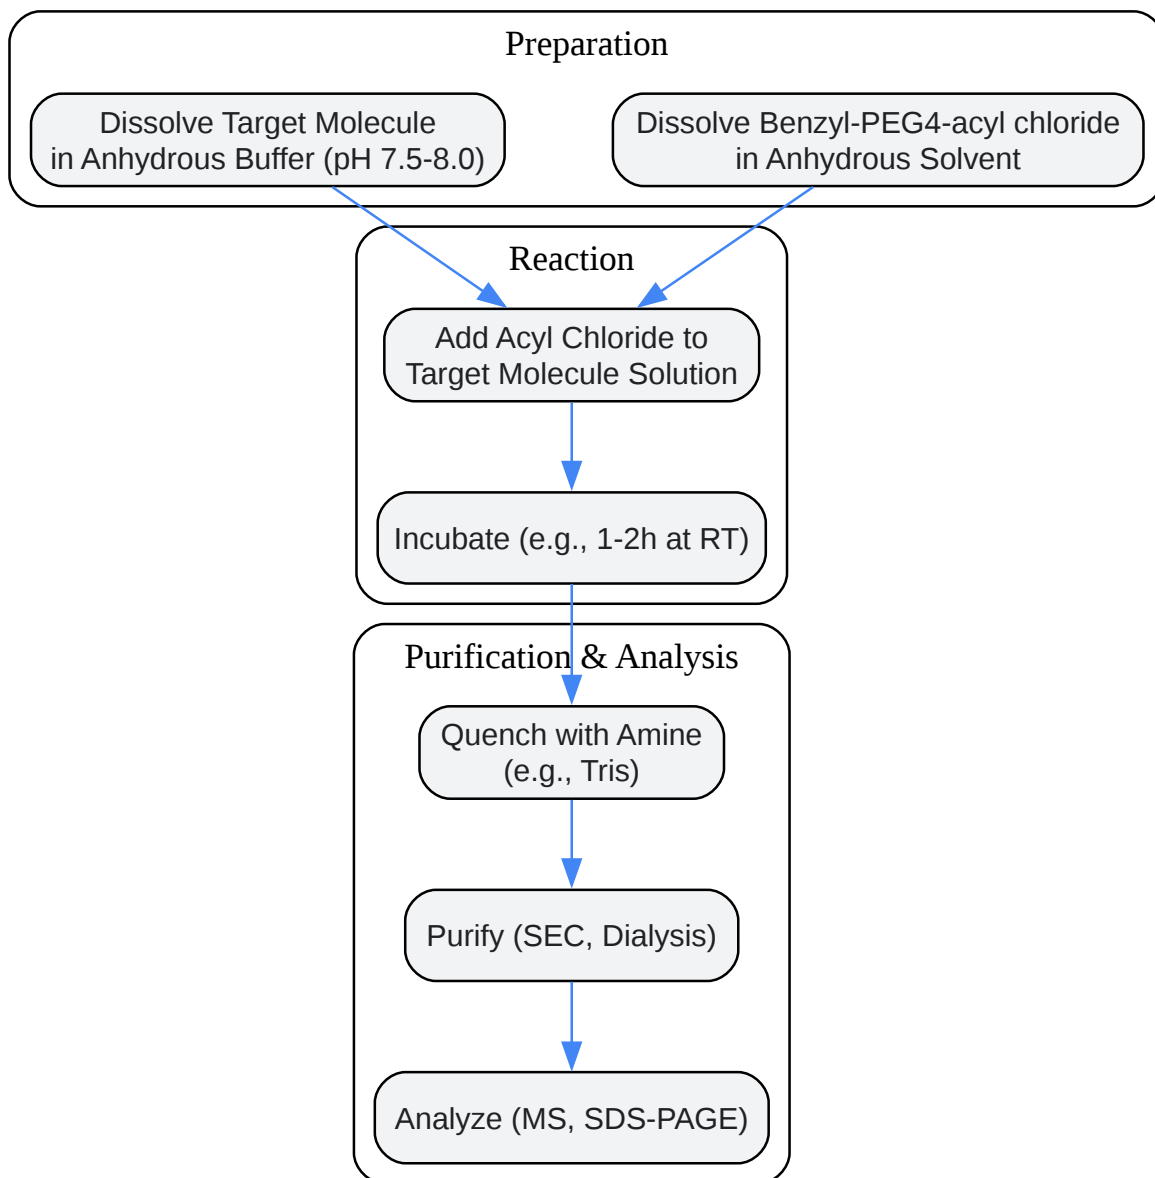 Preparation
Dissolve Target Molecule
in Anhydrous Buffer (pH 7.5-8.0)
Dissolve Benzyl-PEG4-acyl chloride
in Anhydrous Solvent
Reaction
Add Acyl Chloride to
Target Molecule Solution
Incubate (e.g., 1-2h at RT)
Purification & Analysis
Quench with Amine
(e.g., Tris)
Purify (SEC, Dialysis)
Analyze (MS, SDS-PAGE)